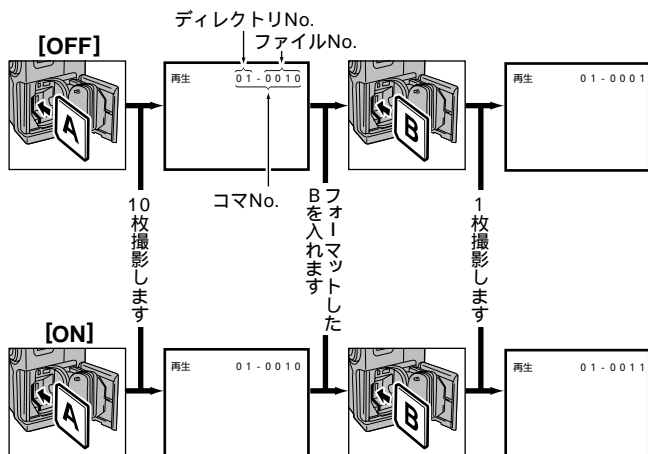 ディレクトリNo.
ファイルNo.
[OFF]
A
再生 01-0010
コマNo.
B
再生 01-0001
10枚撮影します
フォーマットした
Bを入れます
1枚撮影します
[ON]
A
再生 01-0010
B
再生 01-0011